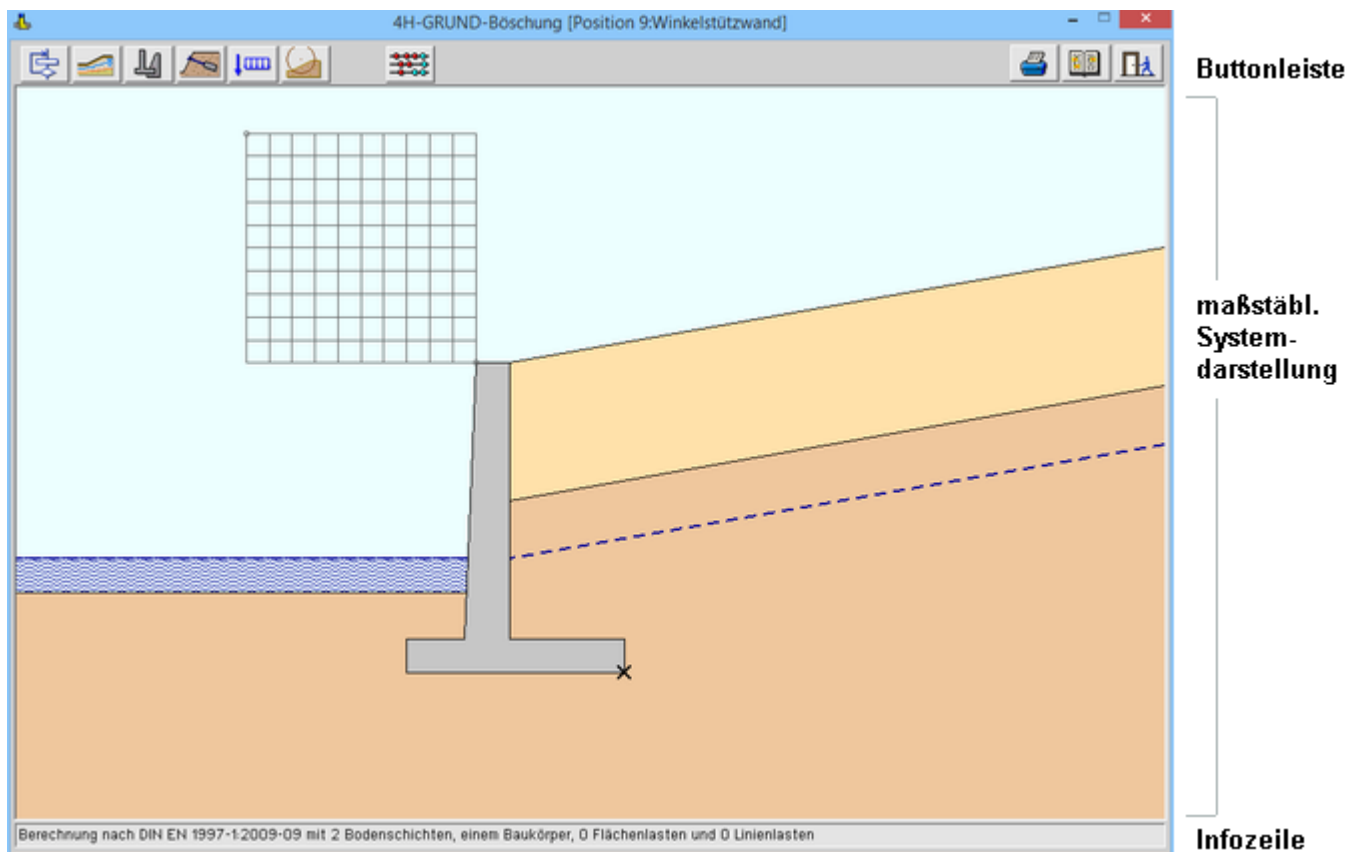 4H-GRUND-Böschung [Position 9:Winkelstützwand]
Buttonleiste
maßstäbl.
System-
darstellung
Berechnung nach DIN EN 1997-1:2009-09 mit 2 Bodenschichten, einem Baukörper, 0 Flächenlasten und 0 Linienlasten
Infozeile